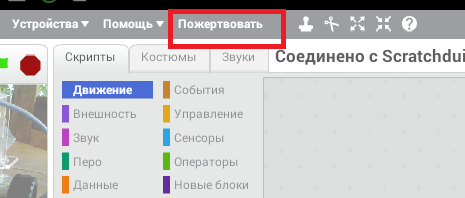 Устройства Помощь Пожертвовать
Скрипты Костюмы Звуки Соединено с Scratchdui
Движение События
Внешность Управление
Звук Сенсоры
Перо Операторы
Данные Новые блоки